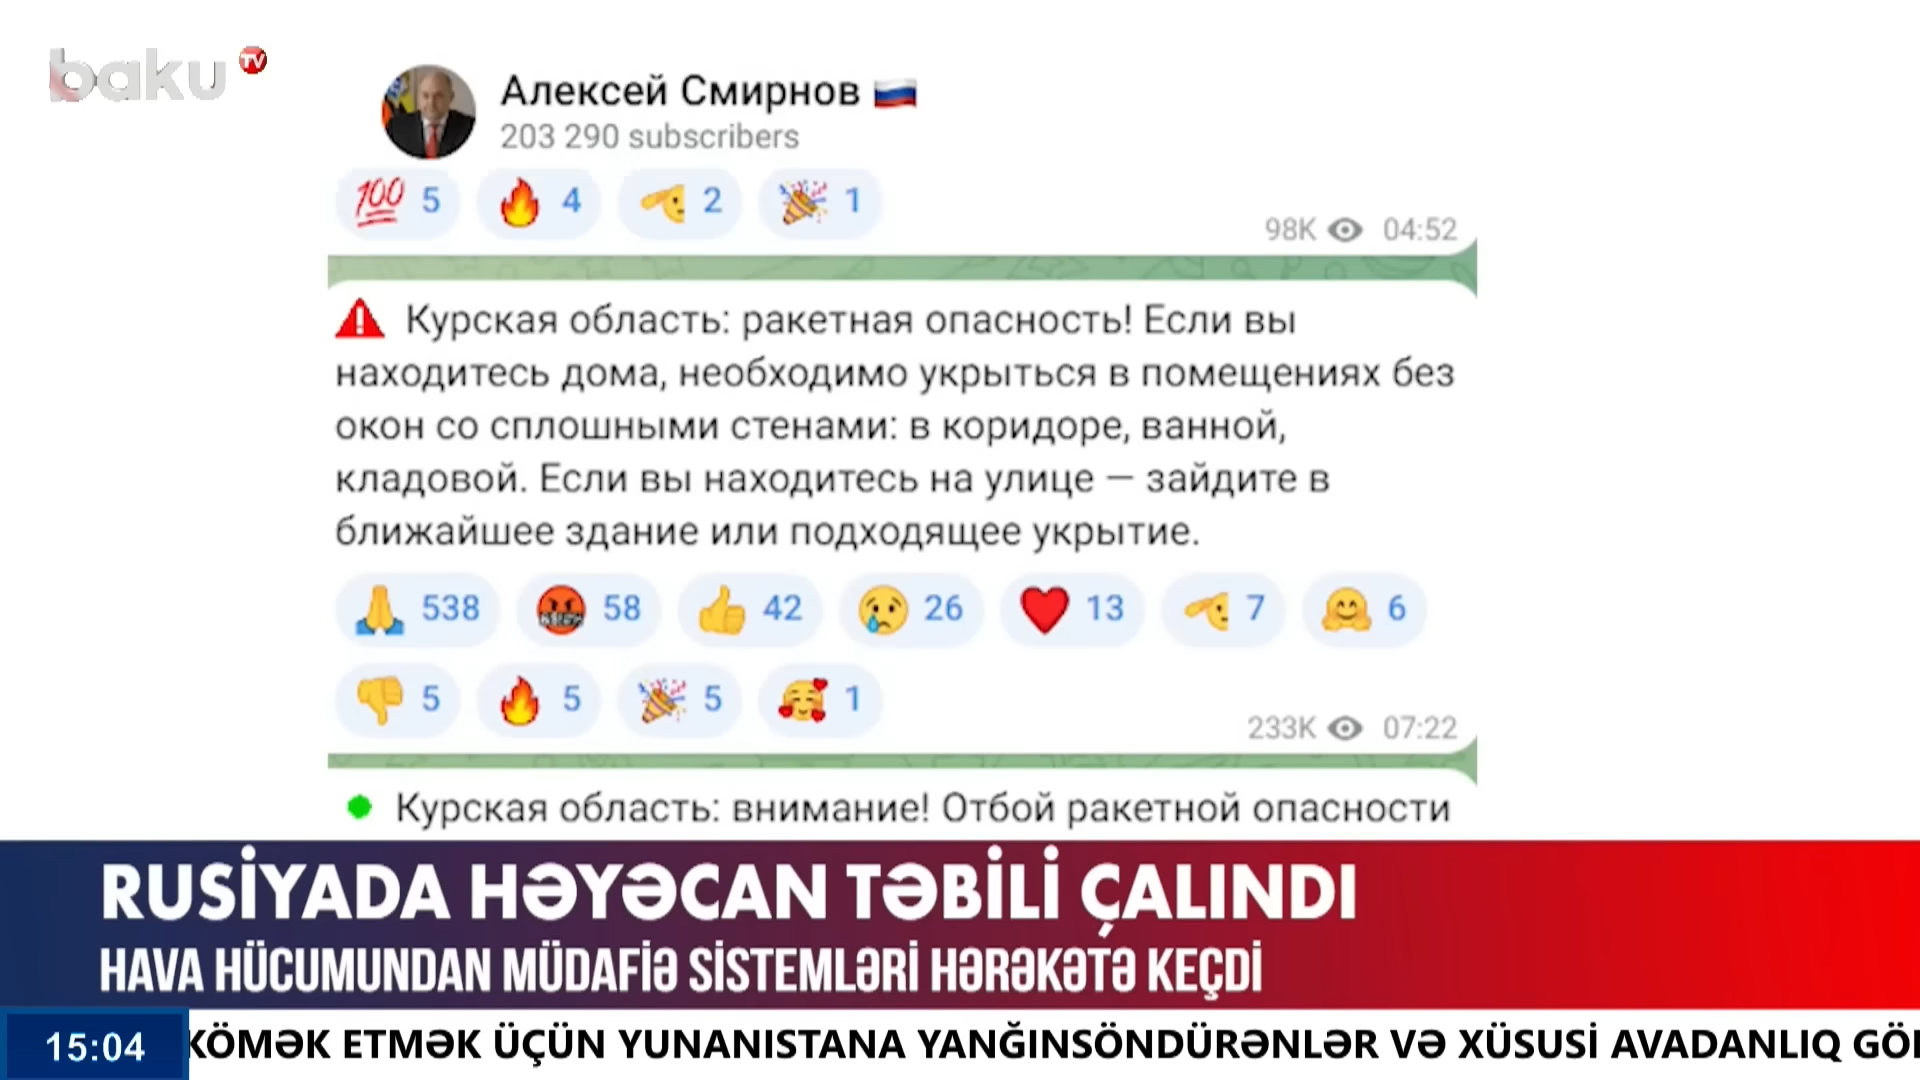 baku TV
Алексей Смирнов
203 290 subscribers
100 5 4 2 1
98K 04:52
Курская область: ракетная опасность! Если вы
находитесь дома, необходимо укрыться в помещениях без
окон со сплошными стенами: в коридоре, ванной,
кладовой. Если вы находитесь на улице — зайдите в
ближайшее здание или подходящее укрытие.
538 58 42 26 13 7 6
5 5 5 1
233K 07:22
Курская область: внимание! Отбой ракетной опасности
RUSİYADA HƏYƏCAN TƏBİLİ ÇALINDI
HAVA HÜCUMUNDAN MÜDAFİƏ SİSTEMLƏRİ HƏRƏKƏTƏ KEÇDİ
15:04 KÖMƏK ETMƏK ÜÇÜN YUNANISTANA YANĞINSÖNDÜRƏNLƏR VƏ XÜSUSİ AVADANLIQ